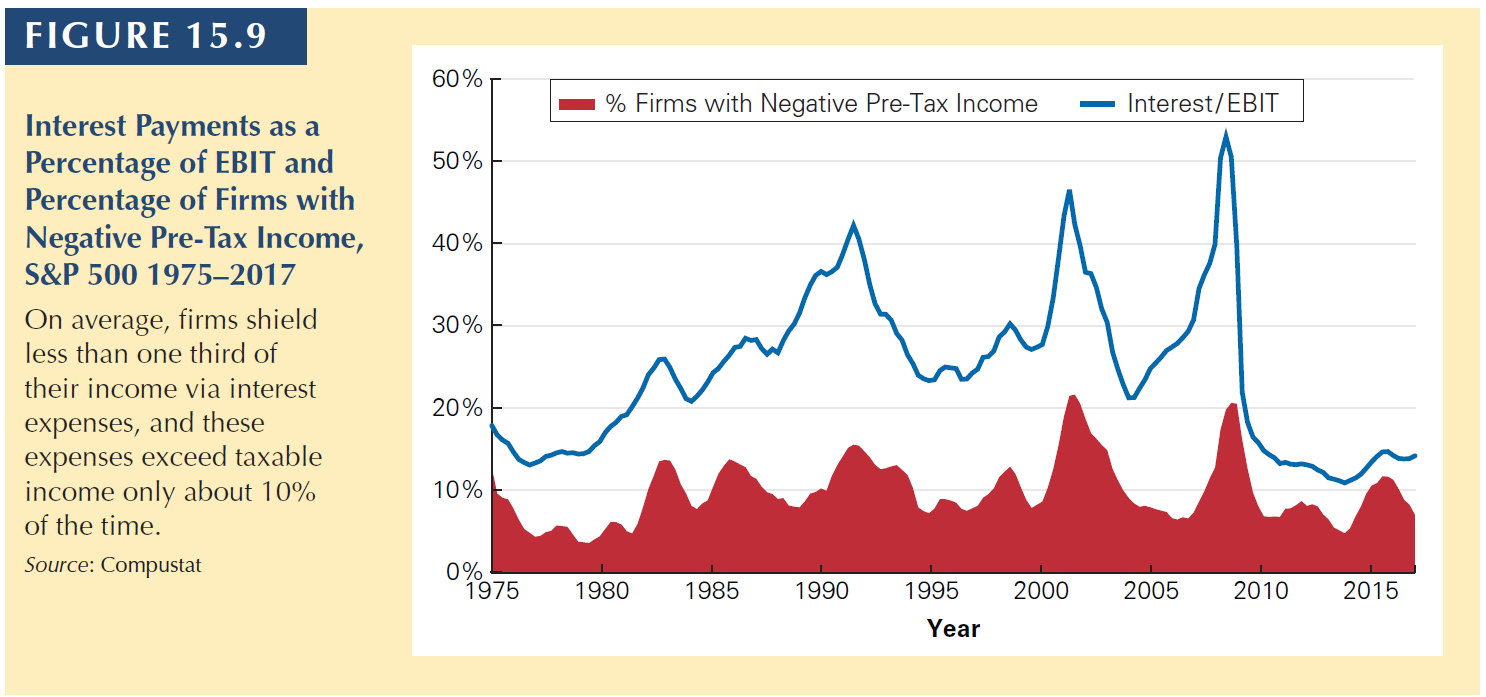 FIGURE 15.9
Interest Payments as a
Percentage of EBIT and
Percentage of Firms with
Negative Pre-Tax Income,
S&P 500 1975–2017
On average, firms shield
less than one third of
their income via interest
expenses, and these
expenses exceed taxable
income only about 10%
of the time.
Source: Compustat
% Firms with Negative Pre-Tax Income Interest/EBIT
60%
50%
40%
30%
20%
10%
0%
1975 1980 1985 1990 1995 2000 2005 2010 2015
Year